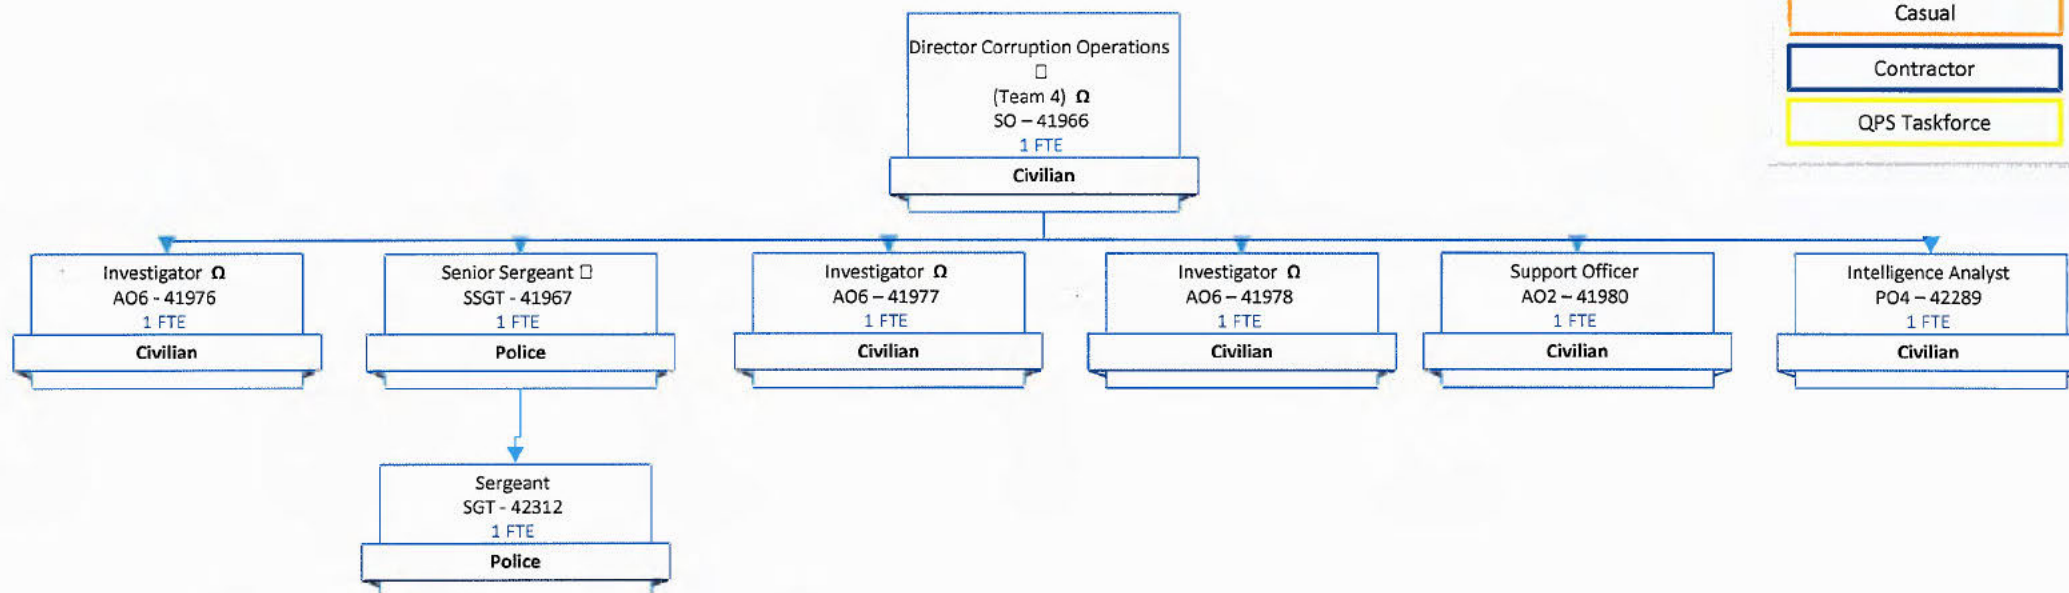 Casual
Contractor
QPS Taskforce
Director Corruption Operations
□
(Team 4) Ω
SO – 41966
1 FTE
Civilian
Investigator Ω
AO6 - 41976
1 FTE
Civilian
Senior Sergeant □
SSGT - 41967
1 FTE
Police
Investigator Ω
AO6 – 41977
1 FTE
Civilian
Investigator Ω
AO6 – 41978
1 FTE
Civilian
Support Officer
AO2 – 41980
1 FTE
Civilian
Intelligence Analyst
PO4 – 42289
1 FTE
Civilian
Sergeant
SGT - 42312
1 FTE
Police